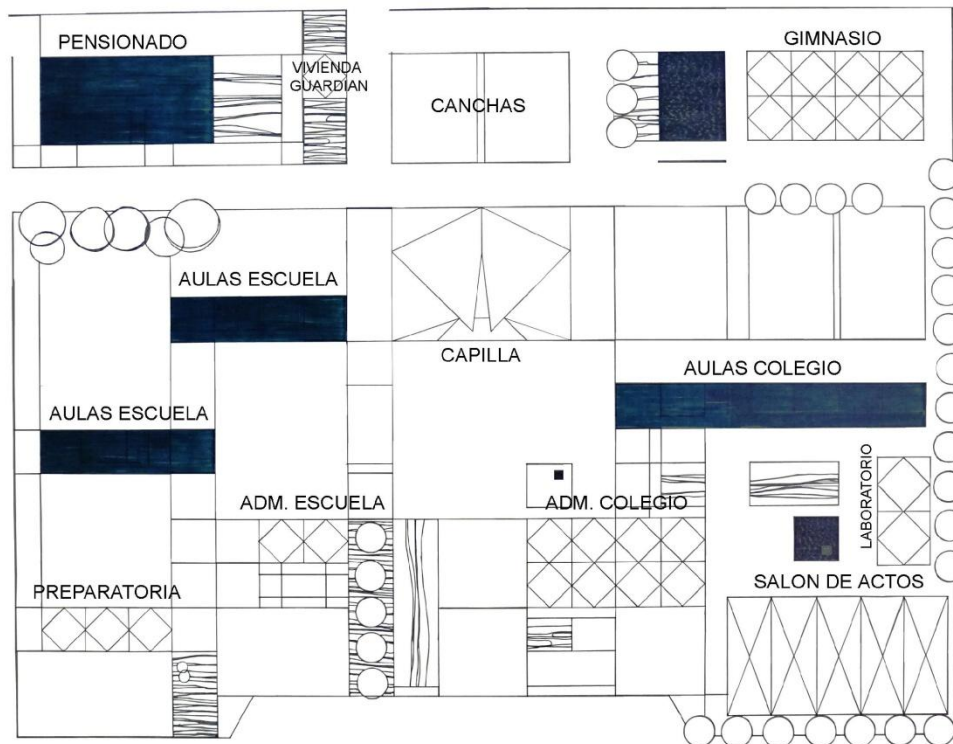 PENSIONADO
VIVIENDA
GUARDIAN
CANCHAS
GIMNASIO
AULAS ESCUELA
CAPILLA
AULAS COLEGIO
AULAS ESCUELA
ADM. ESCUELA
ADM. COLEGIO
LABORATORIO
PREPARATORIA
SALON DE ACTOS